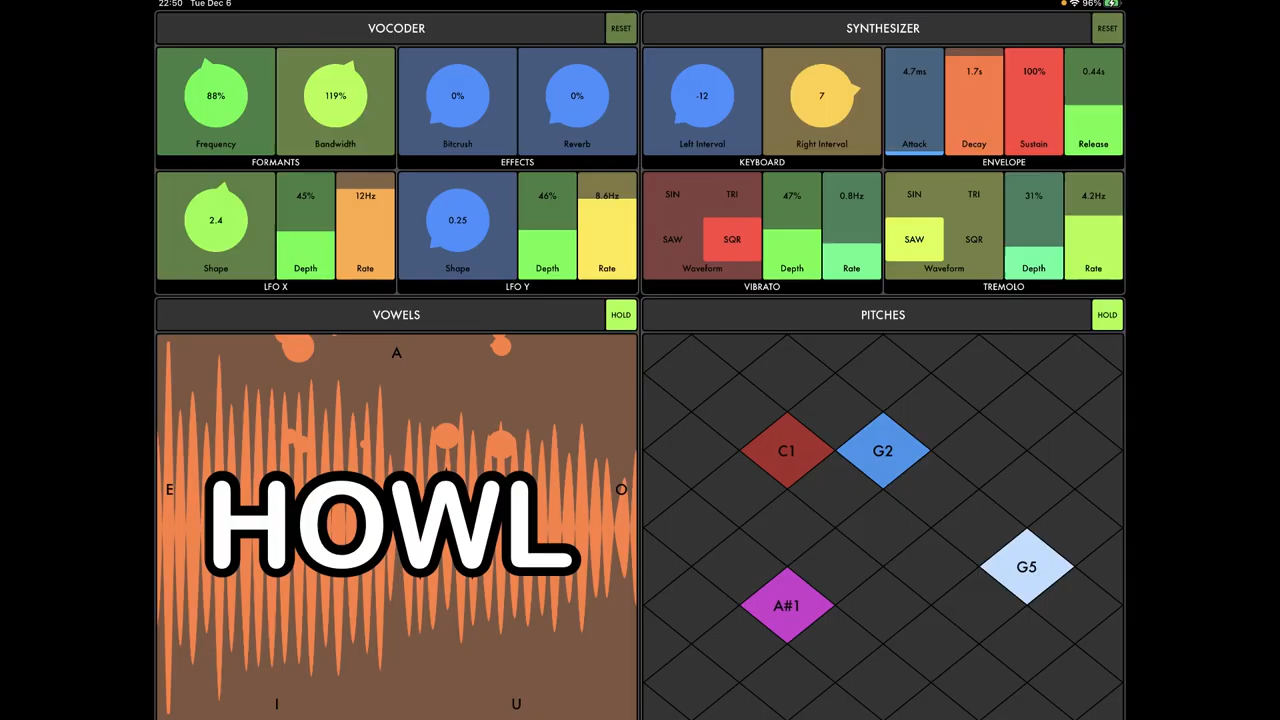 22:50 Tue Dec 6 96%
VOCODER RESET
SYNTHESIZER RESET
88% 119% 0% 0%
Frequency Bandwidth Bitcrush Reverb
FORMANTS EFFECTS
-12 7 4.7ms 1.7s 100% 0.44s
Left Interval Right Interval Attack Decay Sustain Release
KEYBOARD ENVELOPE
2.4 45% 12Hz 0.25 46% 8.6Hz
Shape Depth Rate Shape Depth Rate
LFO X LFO Y
SIN TRI 47% 0.8Hz SIN TRI 31% 4.2Hz
SAW SQR SAW SQR
Waveform Depth Rate Waveform Depth Rate
VIBRATO TREMOLO
VOWELS HOLD
PITCHES HOLD
A
E O
HOWL
I U
C1 G2
G5
A#1